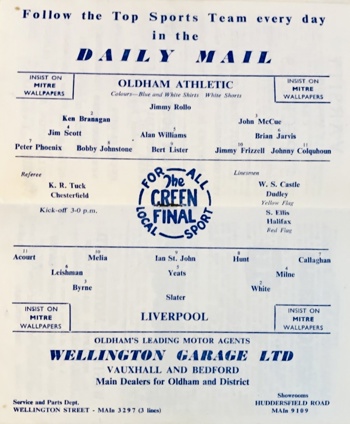 Follow the Top Sports Team every day
in the
DAILY MAIL
INSIST ON
MITRE
WALLPAPERS
OLDHAM ATHLETIC
Colours—Blue and White Shirts White Shorts
INSIST ON
MITRE
WALLPAPERS
Jimmy Rollo
2
Ken Branagan
3
John McCue
4
Jim Scott
5
Alan Williams
6
Brian Jarvis
7
Peter Phoenix
8
Bobby Johnstone
9
Bert Lister
10
Jimmy Frizzell
11
Johnny Colquhoun
Referee
K. R. Tuck
Chesterfield
Kick-off 3-0 p.m.
FOR ALL
The
GREEN
FINAL
LOCAL SPORT
Linesmen
W. S. Castle
Dudley
Yellow Flag
S. Ellis
Halifax
Red Flag
11
Acourt
10
Melia
9
Ian St. John
8
Hunt
7
Callaghan
6
Leishman
5
Yeats
4
Milne
3
Byrne
2
White
Slater
INSIST ON
MITRE
WALLPAPERS
LIVERPOOL
INSIST ON
MITRE
WALLPAPERS
OLDHAM'S LEADING MOTOR AGENTS
WELLINGTON GARAGE LTD
VAUXHALL AND BEDFORD
Main Dealers for Oldham and District
Service and Parts Dept.
WELLINGTON STREET - MAIn 3297 (3 lines)
Showrooms
HUDDERSFIELD ROAD
MAIn 9109